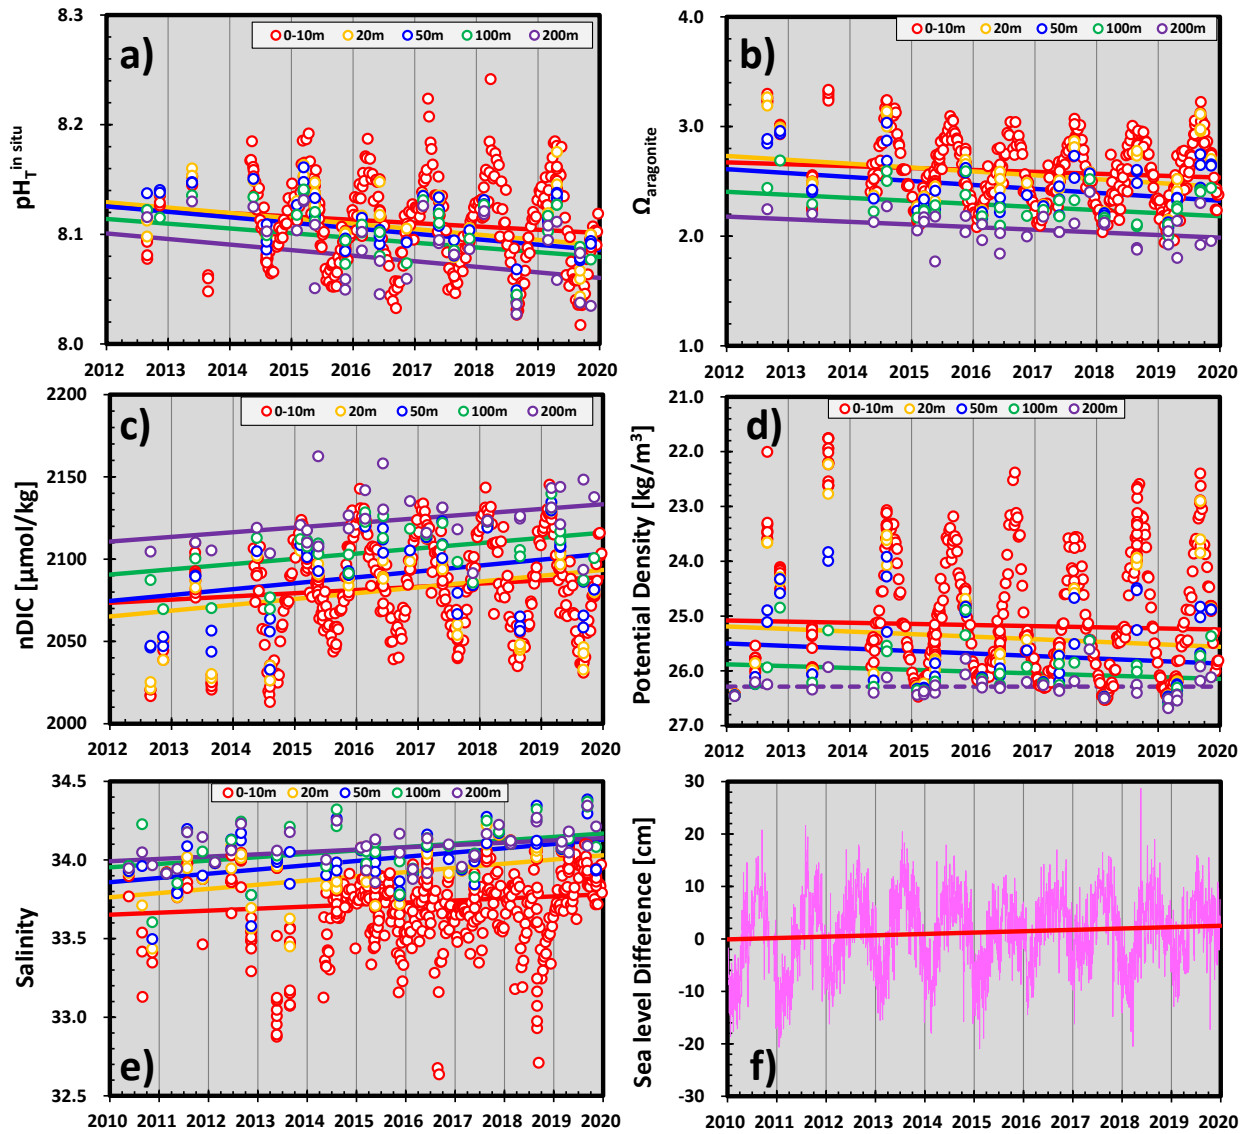 a)
0-10m 20m 50m 100m 200m
pH_T^in situ
8.3
8.2
8.1
8.0
2012 2013 2014 2015 2016 2017 2018 2019 2020
b)
0-10m 20m 50m 100m 200m
Ωaragonite
4.0
3.0
2.0
1.0
2012 2013 2014 2015 2016 2017 2018 2019 2020
c)
0-10m 20m 50m 100m 200m
nDIC [μmol/kg]
2200
2150
2100
2050
2000
2012 2013 2014 2015 2016 2017 2018 2019 2020
d)
0-10m 20m 50m 100m 200m
Potential Density [kg/m³]
21.0
22.0
23.0
24.0
25.0
26.0
27.0
2012 2013 2014 2015 2016 2017 2018 2019 2020
e)
0-10m 20m 50m 100m 200m
Salinity
34.5
34.0
33.5
33.0
32.5
2010 2011 2012 2013 2014 2015 2016 2017 2018 2019 2020
f)
Sea level Difference [cm]
30
20
10
0
-10
-20
-30
2010 2011 2012 2013 2014 2015 2016 2017 2018 2019 2020